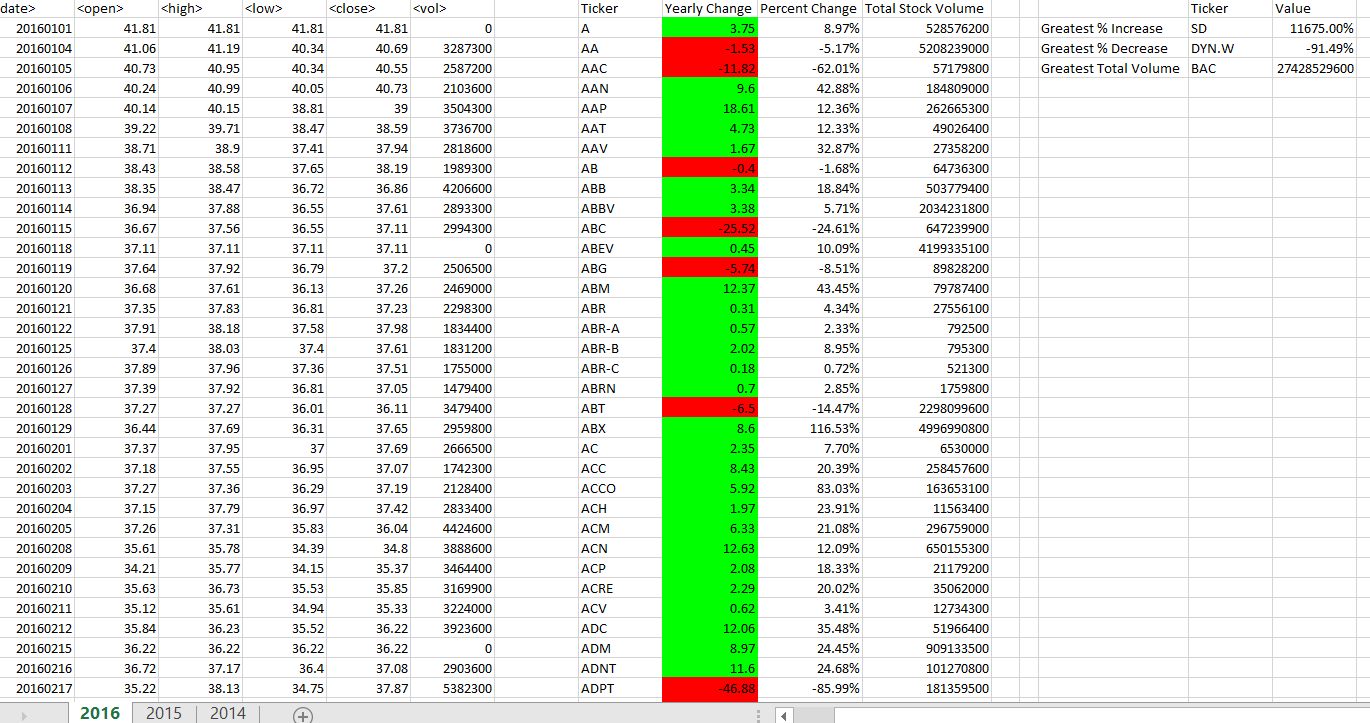 date> <open> <high> <low> <close> <vol> Ticker Yearly Change Percent Change Total Stock Volume Ticker Value
20160101 41.81 41.81 41.81 41.81 0 A 3.75 8.97% 528576200 Greatest % Increase SD 11675.00%
20160104 41.06 41.19 40.34 40.69 3287300 AA -1.53 -5.17% 5208239000 Greatest % Decrease DYN.W -91.49%
20160105 40.73 40.95 40.34 40.55 2587200 AAC -11.82 -62.01% 57179800 Greatest Total Volume BAC 27428529600
20160106 40.24 40.99 40.05 40.73 2103600 AAN 9.6 42.88% 184809000
20160107 40.14 40.15 38.81 39 3504300 AAP 18.61 12.36% 262665300
20160108 39.22 39.71 38.47 38.59 3736700 AAT 4.73 12.33% 49026400
20160111 38.71 38.9 37.41 37.94 2818600 AAV 1.67 32.87% 27358200
20160112 38.43 38.58 37.65 38.19 1989300 AB -0.4 -1.68% 64736300
20160113 38.35 38.47 36.72 36.86 4206600 ABB 3.34 18.84% 503779400
20160114 36.94 37.88 36.55 37.61 2893300 ABBV 3.38 5.71% 2034231800
20160115 36.67 37.56 36.55 37.11 2994300 ABC -25.52 -24.61% 647239900
20160118 37.11 37.11 37.11 37.11 0 ABEV 0.45 10.09% 4199335100
20160119 37.64 37.92 36.79 37.2 2506500 ABG -5.74 -8.51% 89828200
20160120 36.68 37.61 36.13 37.26 2469000 ABM 12.37 43.45% 79787400
20160121 37.35 37.83 36.81 37.23 2298300 ABR 0.31 4.34% 27556100
20160122 37.91 38.18 37.58 37.98 1834400 ABR-A 0.57 2.33% 792500
20160125 37.4 38.03 37.4 37.61 1831200 ABR-B 2.02 8.95% 795300
20160126 37.89 37.96 37.36 37.51 1755000 ABR-C 0.18 0.72% 521300
20160127 37.39 37.92 36.81 37.05 1479400 ABRN 0.7 2.85% 1759800
20160128 37.27 37.27 36.01 36.11 3479400 ABT -6.5 -14.47% 2298099600
20160129 36.44 37.69 36.31 37.65 2959800 ABX 8.6 116.53% 4996990800
20160201 37.37 37.95 37 37.69 2666500 AC 2.35 7.70% 6530000
20160202 37.18 37.55 36.95 37.07 1742300 ACC 8.43 20.39% 258457600
20160203 37.27 37.36 36.29 37.19 2128400 ACCO 5.92 83.03% 163653100
20160204 37.15 37.79 36.97 37.42 2833400 ACH 1.97 23.91% 11563400
20160205 37.26 37.31 35.83 36.04 4424600 ACM 6.33 21.08% 296759000
20160208 35.61 35.78 34.39 34.8 3888600 ACN 12.63 12.09% 650155300
20160209 34.21 35.77 34.15 35.37 3464400 ACP 2.08 18.33% 21179200
20160210 35.63 36.73 35.53 35.85 3169900 ACRE 2.29 20.02% 35062000
20160211 35.12 35.61 34.94 35.33 3224000 ACV 0.62 3.41% 12734300
20160212 35.84 36.23 35.52 36.22 3923600 ADC 12.06 35.48% 51966400
20160215 36.22 36.22 36.22 36.22 0 ADM 8.97 24.45% 909133500
20160216 36.72 37.17 36.4 37.08 2903600 ADNT 11.6 24.68% 101270800
20160217 35.22 38.13 34.75 37.87 5382300 ADPT -46.88 -85.99% 181359500
2016 2015 2014